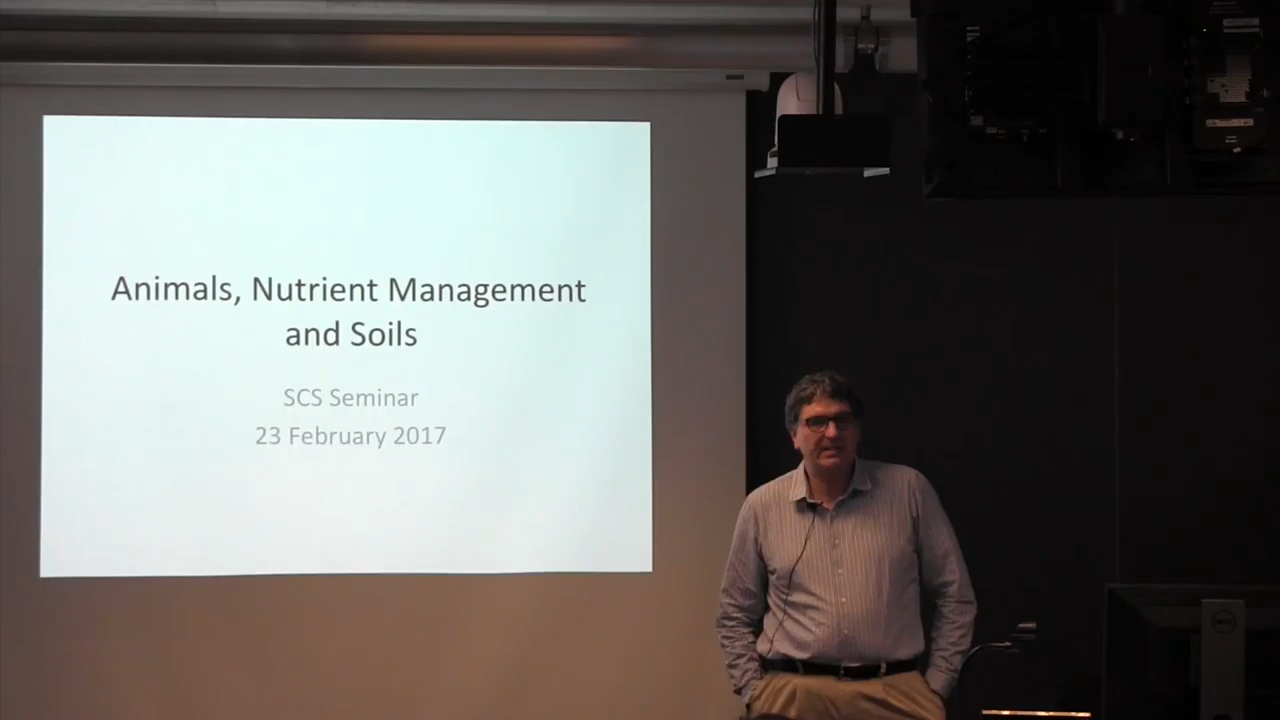 Animals, Nutrient Management
and Soils
SCS Seminar
23 February 2017